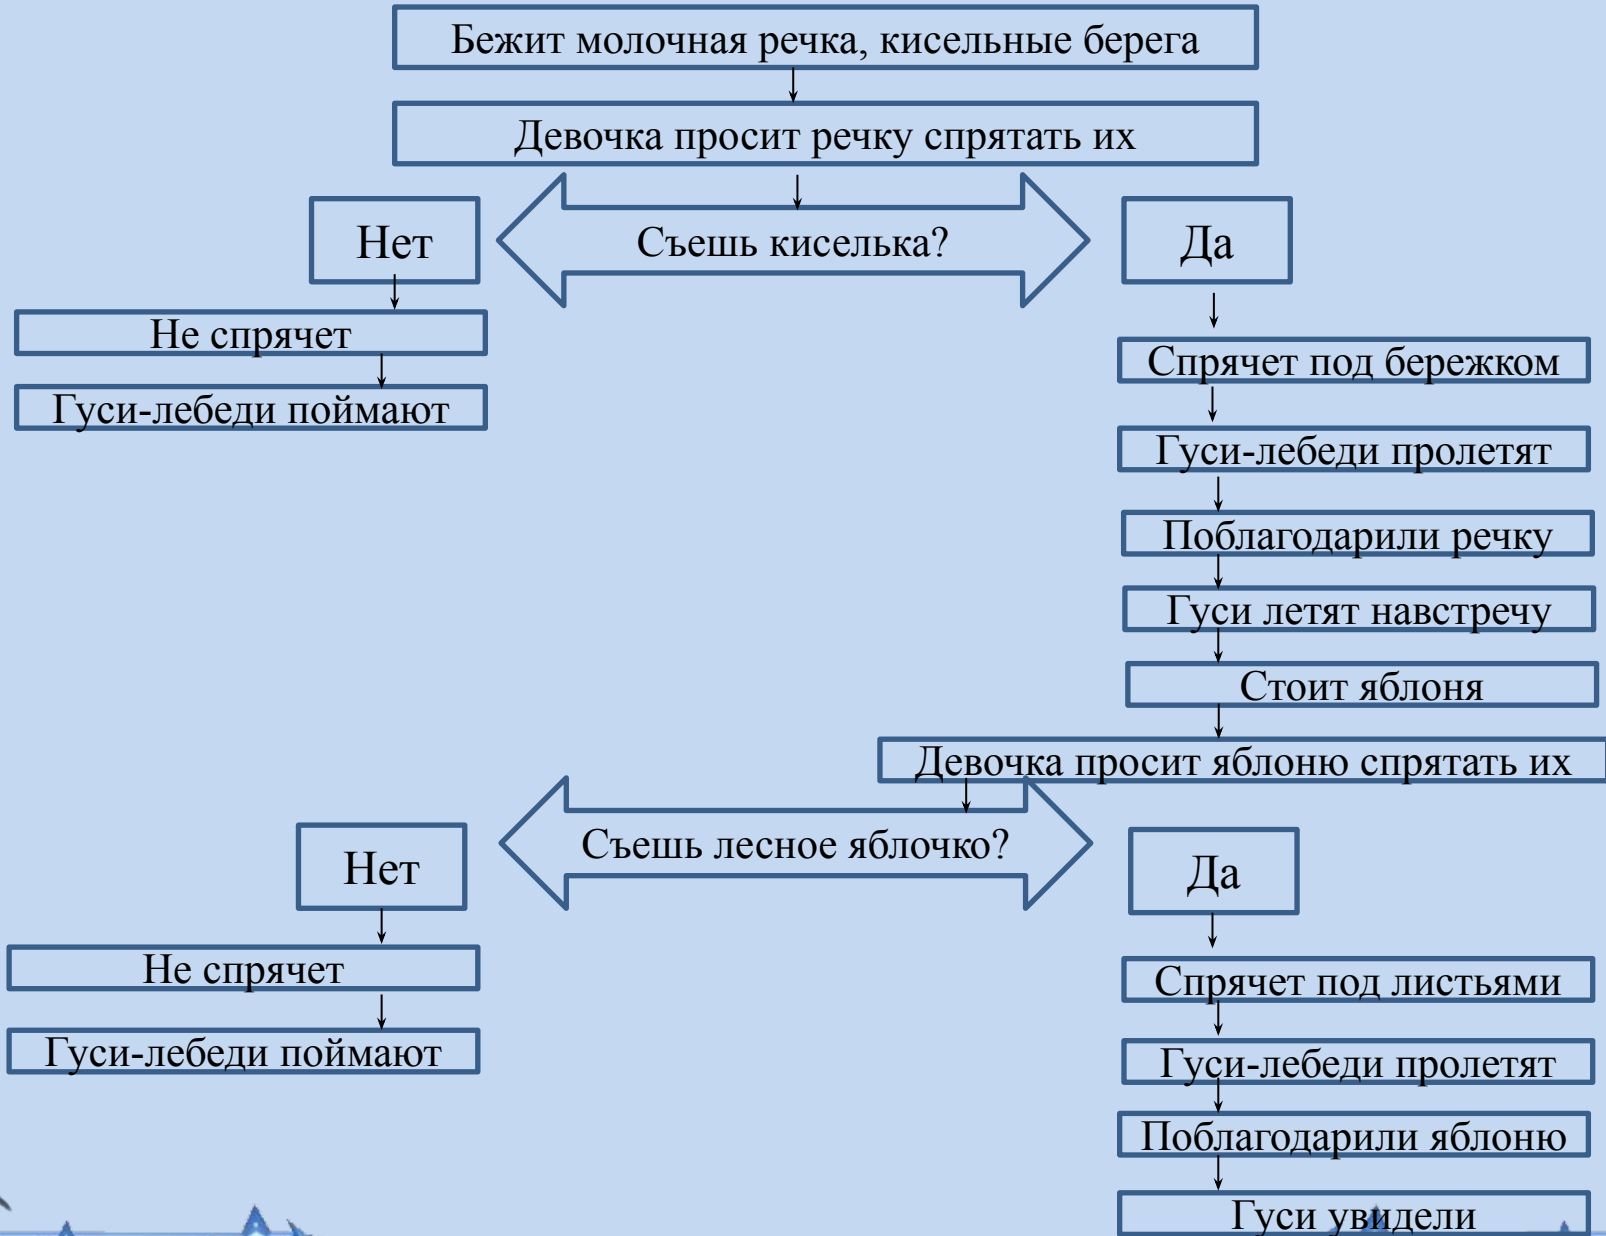 Бежит молочная речка, кисельные берега
Девочка просит речку спрятать их
Нет
Съешь киселька?
Да
Не спрячет
Гуси-лебеди поймают
Спрячет под бережком
Гуси-лебеди пролетят
Поблагодарили речку
Гуси летят навстречу
Стоит яблоня
Девочка просит яблоню спрятать их
Нет
Съешь лесное яблочко?
Да
Не спрячет
Гуси-лебеди поймают
Спрячет под листьями
Гуси-лебеди пролетят
Поблагодарили яблоню
Гуси увидели